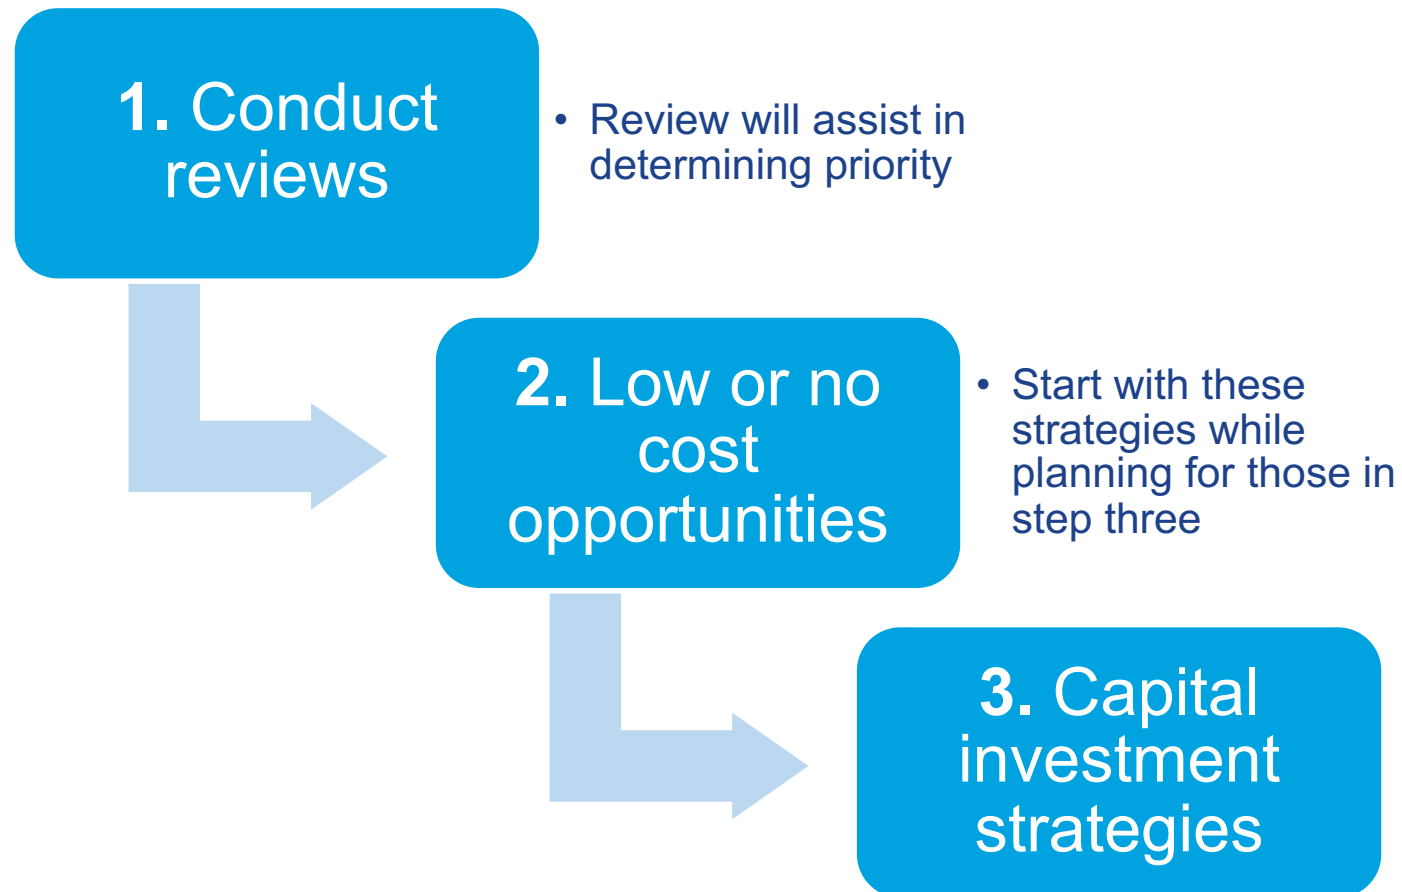 1. Conduct
reviews
• Review will assist in
determining priority
2. Low or no
cost
opportunities
• Start with these
strategies while
planning for those in
step three
3. Capital
investment
strategies